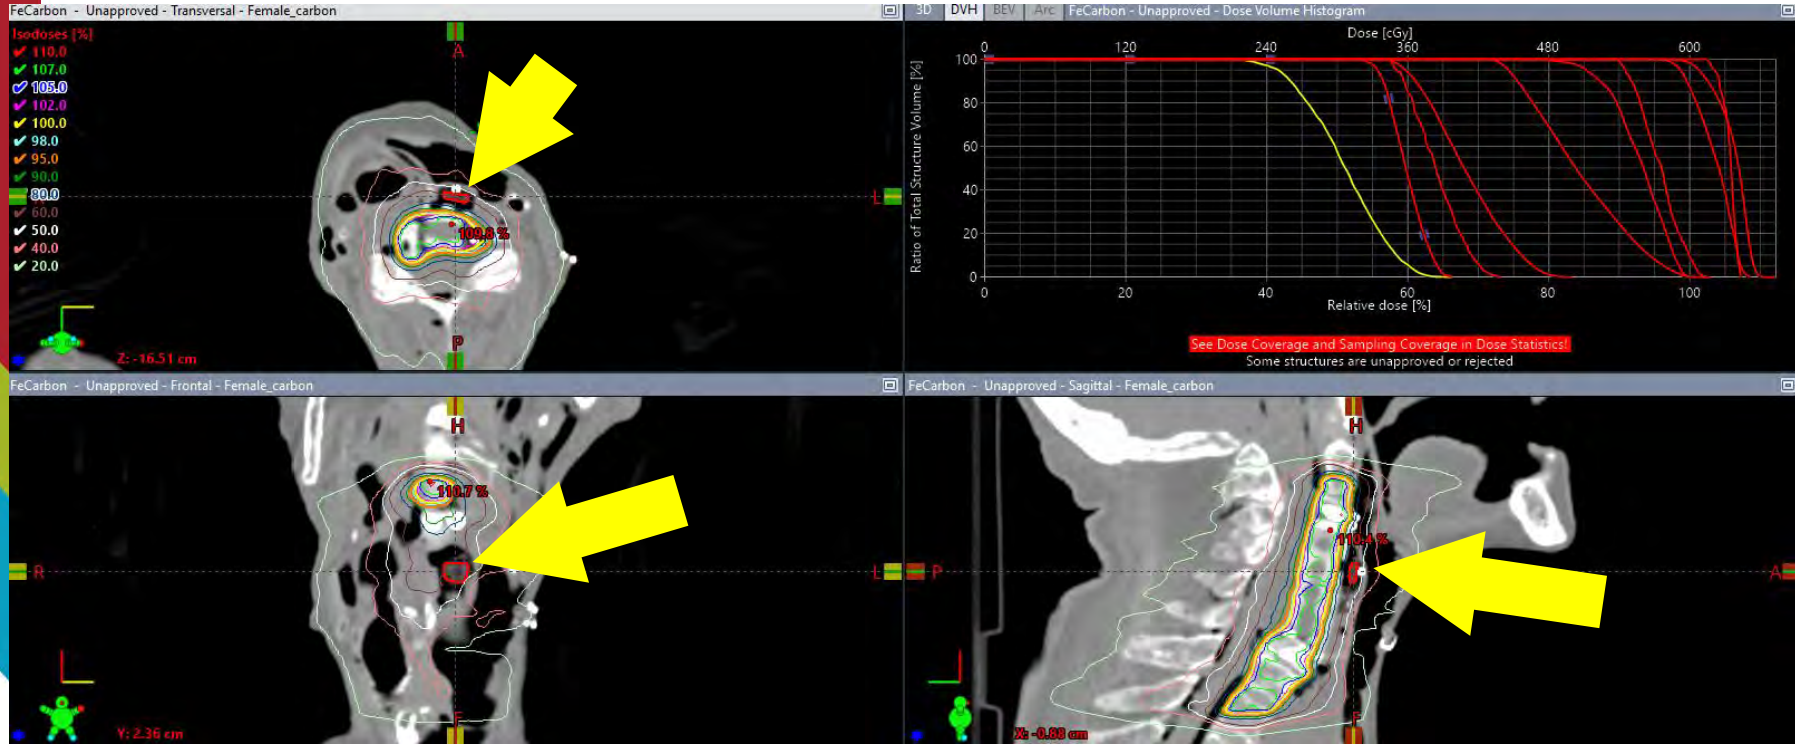 FeCarbon - Unapproved - Transversal - Female_carbon
Isodoses [%]
110.0
107.0
105.0
102.0
100.0
98.0
95.0
90.0
80.0
60.0
50.0
40.0
20.0
A
L
109.8 %
P
Z: -16.51 cm
3D DVH BEV Arc FeCarbon - Unapproved - Dose Volume Histogram
Dose [cGy]
0 120 240 360 480 600
Ratio of Total Structure Volume [%]
100
80
60
40
20
0
0 20 40 60 80 100
Relative dose [%]
See Dose Coverage and Sampling Coverage in Dose Statistics!
Some structures are unapproved or rejected
FeCarbon - Unapproved - Frontal - Female_carbon
H
110.7 %
R
L
F
Y: 2.36 cm
FeCarbon - Unapproved - Sagittal - Female_carbon
H
110.4 %
P
A
F
X: -0.88 cm